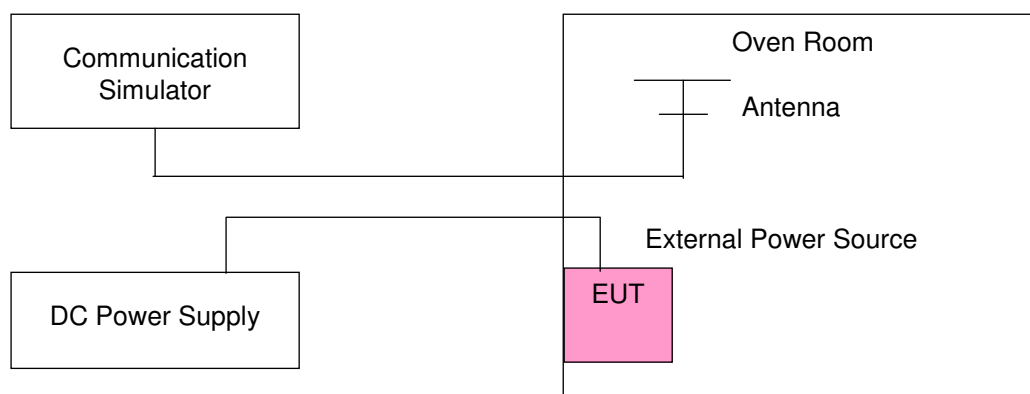 Communication
Simulator
Oven Room
Antenna
External Power Source
DC Power Supply
EUT